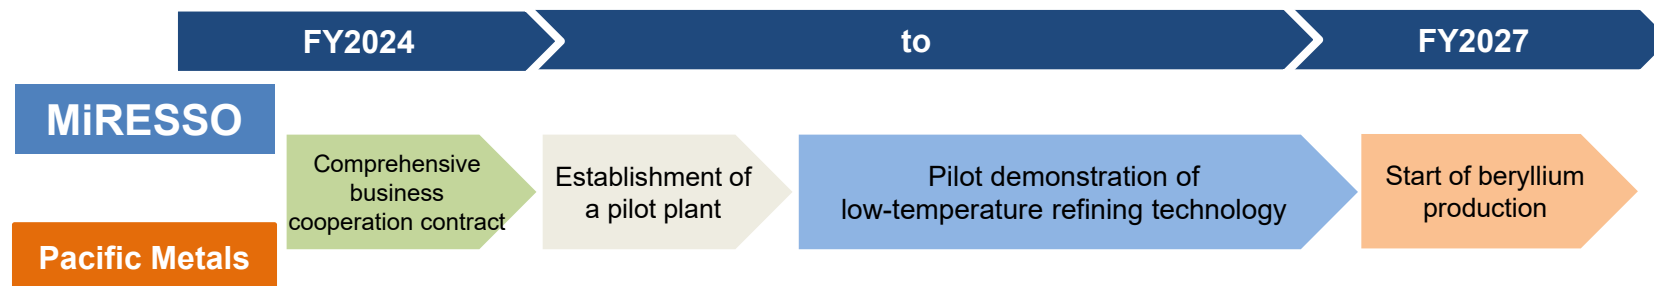 FY2024
to
FY2027
MiRESSO
Comprehensive
business
cooperation contract
Establishment of
a pilot plant
Pilot demonstration of
low-temperature refining technology
Start of beryllium
production
Pacific Metals